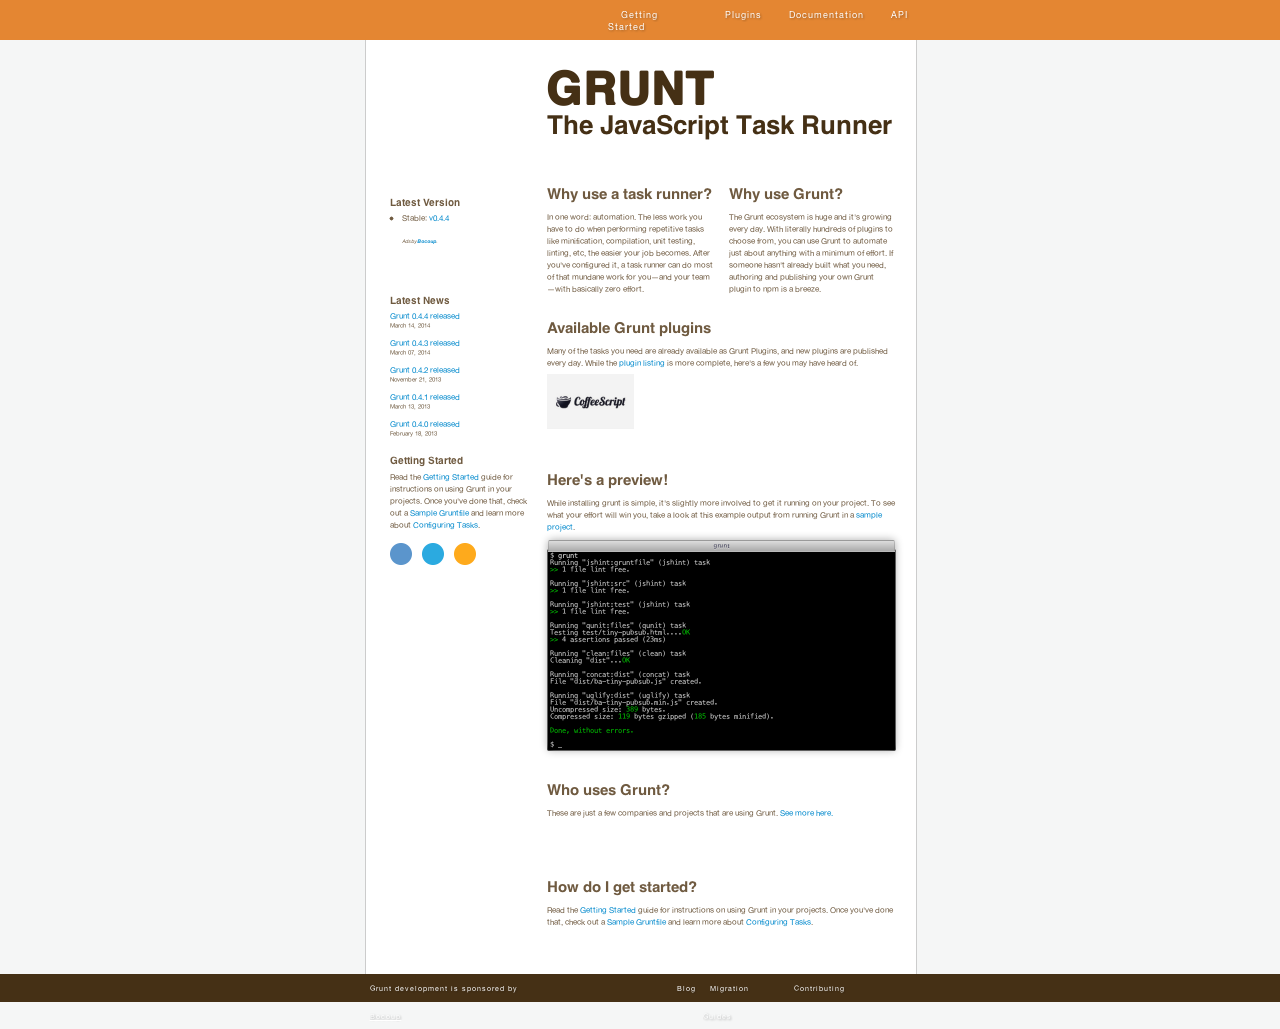 Getting
Started
Plugins
Documentation
API
GRUNT
The JavaScript Task Runner
Latest Version
Stable: v0.4.4
Ads by Bocoup.
Latest News
Grunt 0.4.4 released
March 14, 2014
Grunt 0.4.3 released
March 07, 2014
Grunt 0.4.2 released
November 21, 2013
Grunt 0.4.1 released
March 13, 2013
Grunt 0.4.0 released
February 18, 2013
Getting Started
Read the Getting Started guide for
instructions on using Grunt in your
projects. Once you've done that, check
out a Sample Gruntfile and learn more
about Configuring Tasks.
Why use a task runner?
In one word: automation. The less work you
have to do when performing repetitive tasks
like minification, compilation, unit testing,
linting, etc, the easier your job becomes. After
you've configured it, a task runner can do most
of that mundane work for you—and your team
—with basically zero effort.
Why use Grunt?
The Grunt ecosystem is huge and it's growing
every day. With literally hundreds of plugins to
choose from, you can use Grunt to automate
just about anything with a minimum of effort. If
someone hasn't already built what you need,
authoring and publishing your own Grunt
plugin to npm is a breeze.
Available Grunt plugins
Many of the tasks you need are already available as Grunt Plugins, and new plugins are published
every day. While the plugin listing is more complete, here's a few you may have heard of.
CoffeeScript
Here's a preview!
While installing grunt is simple, it's slightly more involved to get it running on your project. To see
what your effort will win you, take a look at this example output from running Grunt in a sample
project.
grunt
$ grunt
Running "jshint:gruntfile" (jshint) task
>> 1 file lint free.
Running "jshint:src" (jshint) task
>> 1 file lint free.
Running "jshint:test" (jshint) task
>> 1 file lint free.
Running "qunit:files" (qunit) task
Testing test/tiny-pubsub.html....OK
>> 4 assertions passed (23ms)
Running "clean:files" (clean) task
Cleaning "dist"...OK
Running "concat:dist" (concat) task
File "dist/ba-tiny-pubsub.js" created.
Running "uglify:dist" (uglify) task
File "dist/ba-tiny-pubsub.min.js" created.
Uncompressed size: 389 bytes.
Compressed size: 119 bytes gzipped (185 bytes minified).
Done, without errors.
$ _
Who uses Grunt?
These are just a few companies and projects that are using Grunt. See more here.
How do I get started?
Read the Getting Started guide for instructions on using Grunt in your projects. Once you've done
that, check out a Sample Gruntfile and learn more about Configuring Tasks.
Grunt development is sponsored by
Bocoup
Blog
Migration
Guides
Contributing